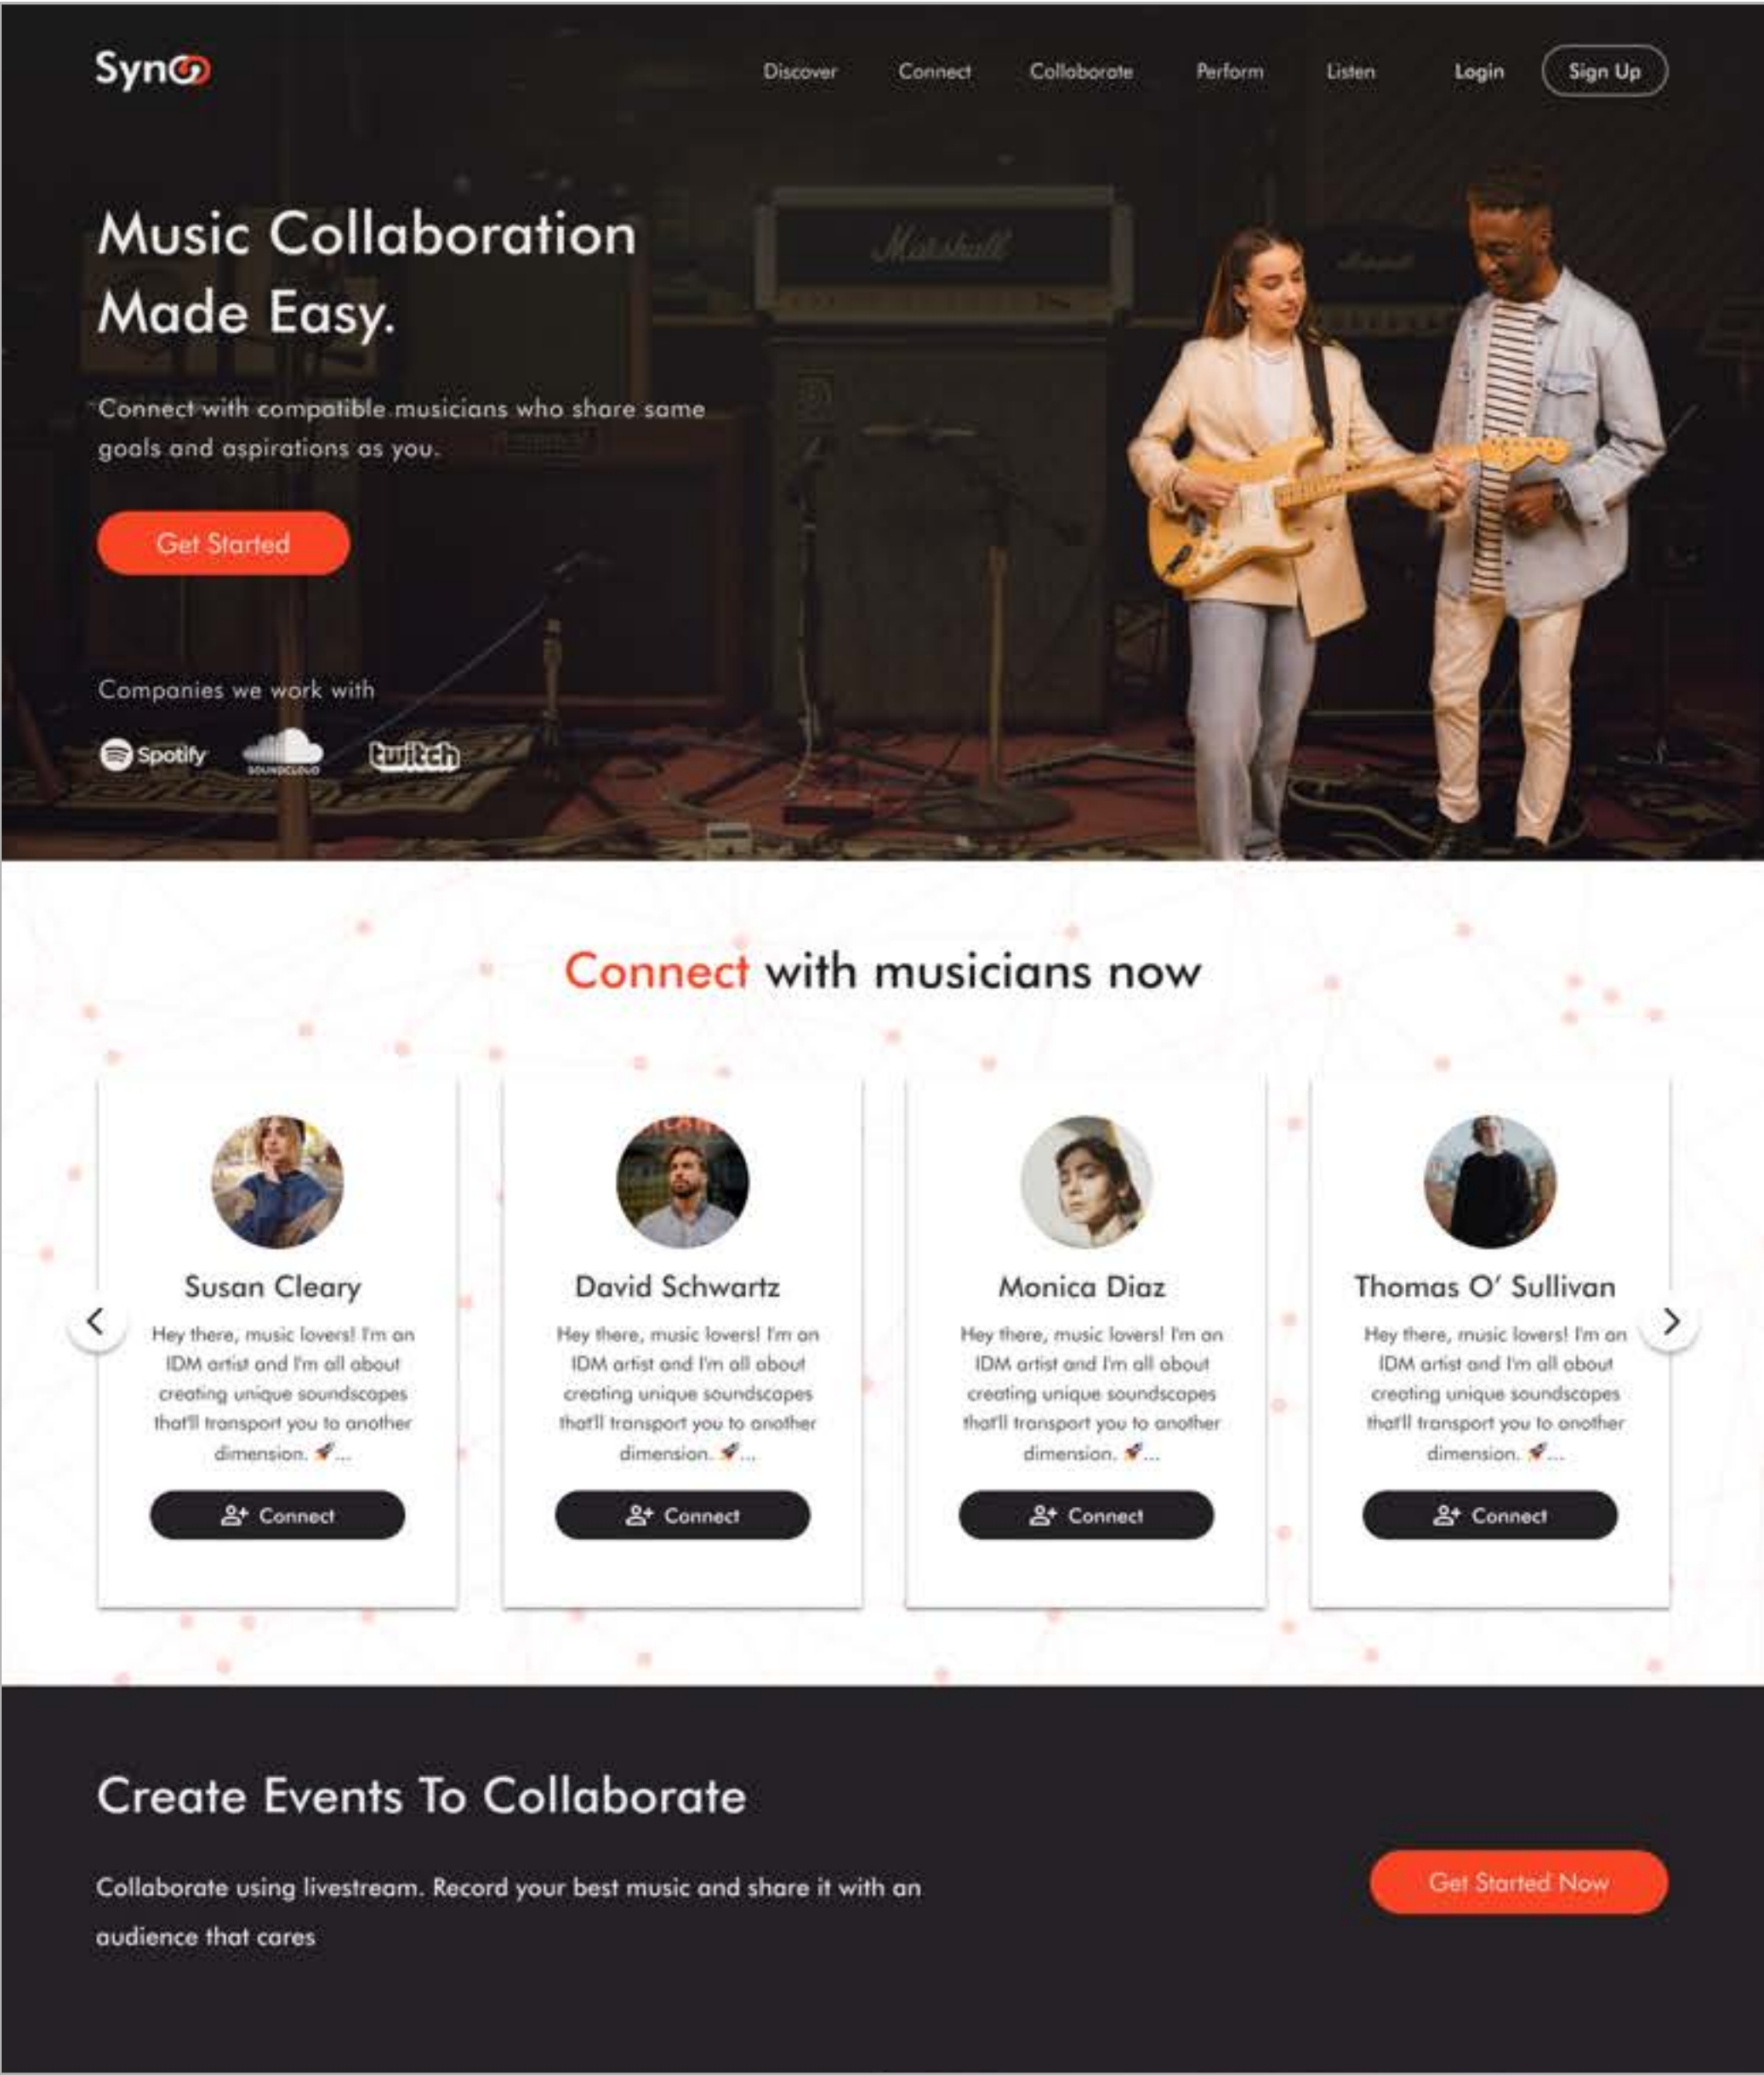 Sync
Discover Connect Collaborate Perform Listen Login Sign Up
Marshall
Music Collaboration
Made Easy.
Connect with compatible musicians who share same
goals and aspirations as you.
Get Started
Companies we work with
Spotify SOUNDCLOUD twitch
Connect with musicians now
Susan Cleary
Hey there, music lovers! I'm an
IDM artist and I'm all about
creating unique soundscapes
that'll transport you to another
dimension. 🚀...
Connect
David Schwartz
Hey there, music lovers! I'm an
IDM artist and I'm all about
creating unique soundscapes
that'll transport you to another
dimension. 🚀...
Connect
Monica Diaz
Hey there, music lovers! I'm an
IDM artist and I'm all about
creating unique soundscapes
that'll transport you to another
dimension. 🚀...
Connect
Thomas O' Sullivan
Hey there, music lovers! I'm an
IDM artist and I'm all about
creating unique soundscapes
that'll transport you to another
dimension. 🚀...
Connect
Create Events To Collaborate
Collaborate using livestream. Record your best music and share it with an
audience that cares
Get Started Now